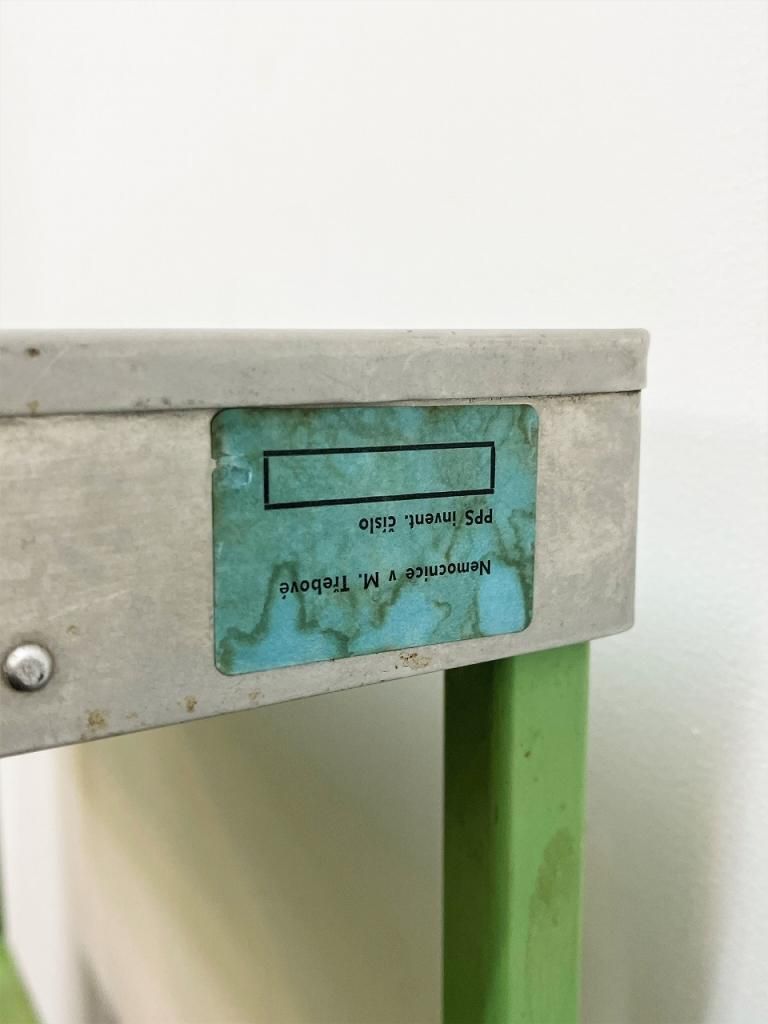 Nemocnice v M. Třebové
PPS invent. číslo